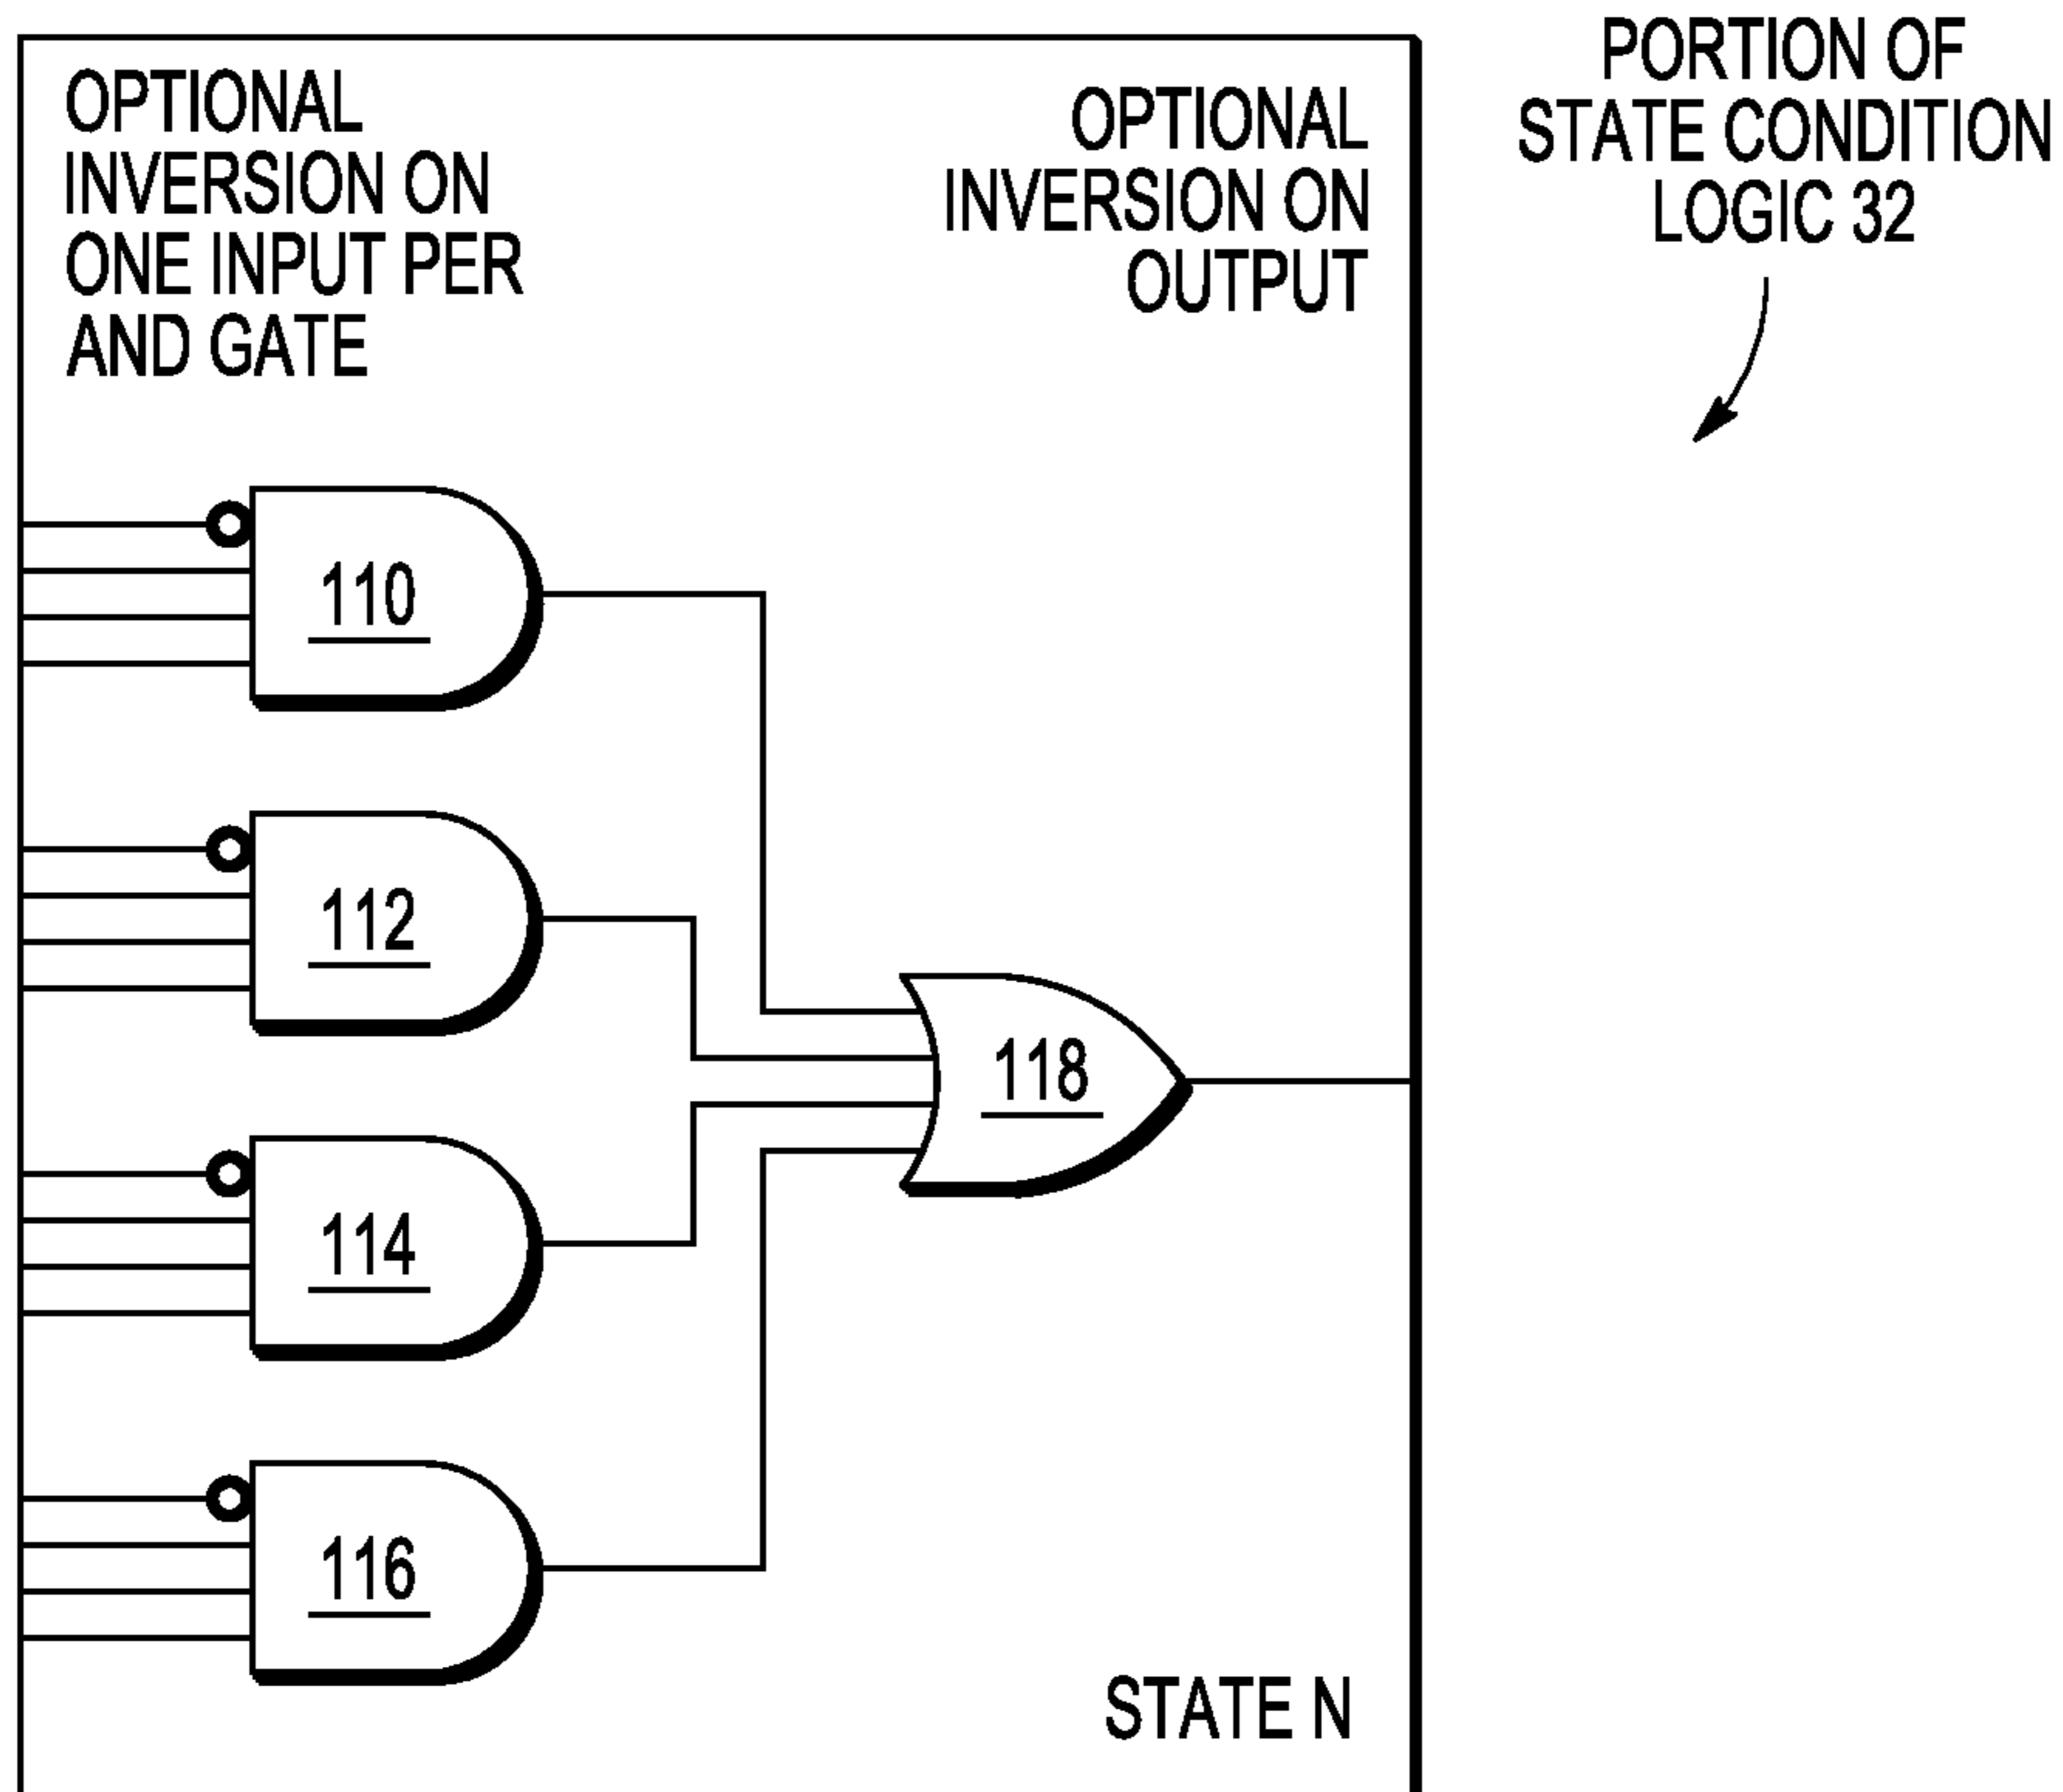 OPTIONAL
INVERSION ON
ONE INPUT PER
AND GATE
OPTIONAL
INVERSION ON
OUTPUT
PORTION OF
STATE CONDITION
LOGIC 32
110
112
118
114
116
STATE N